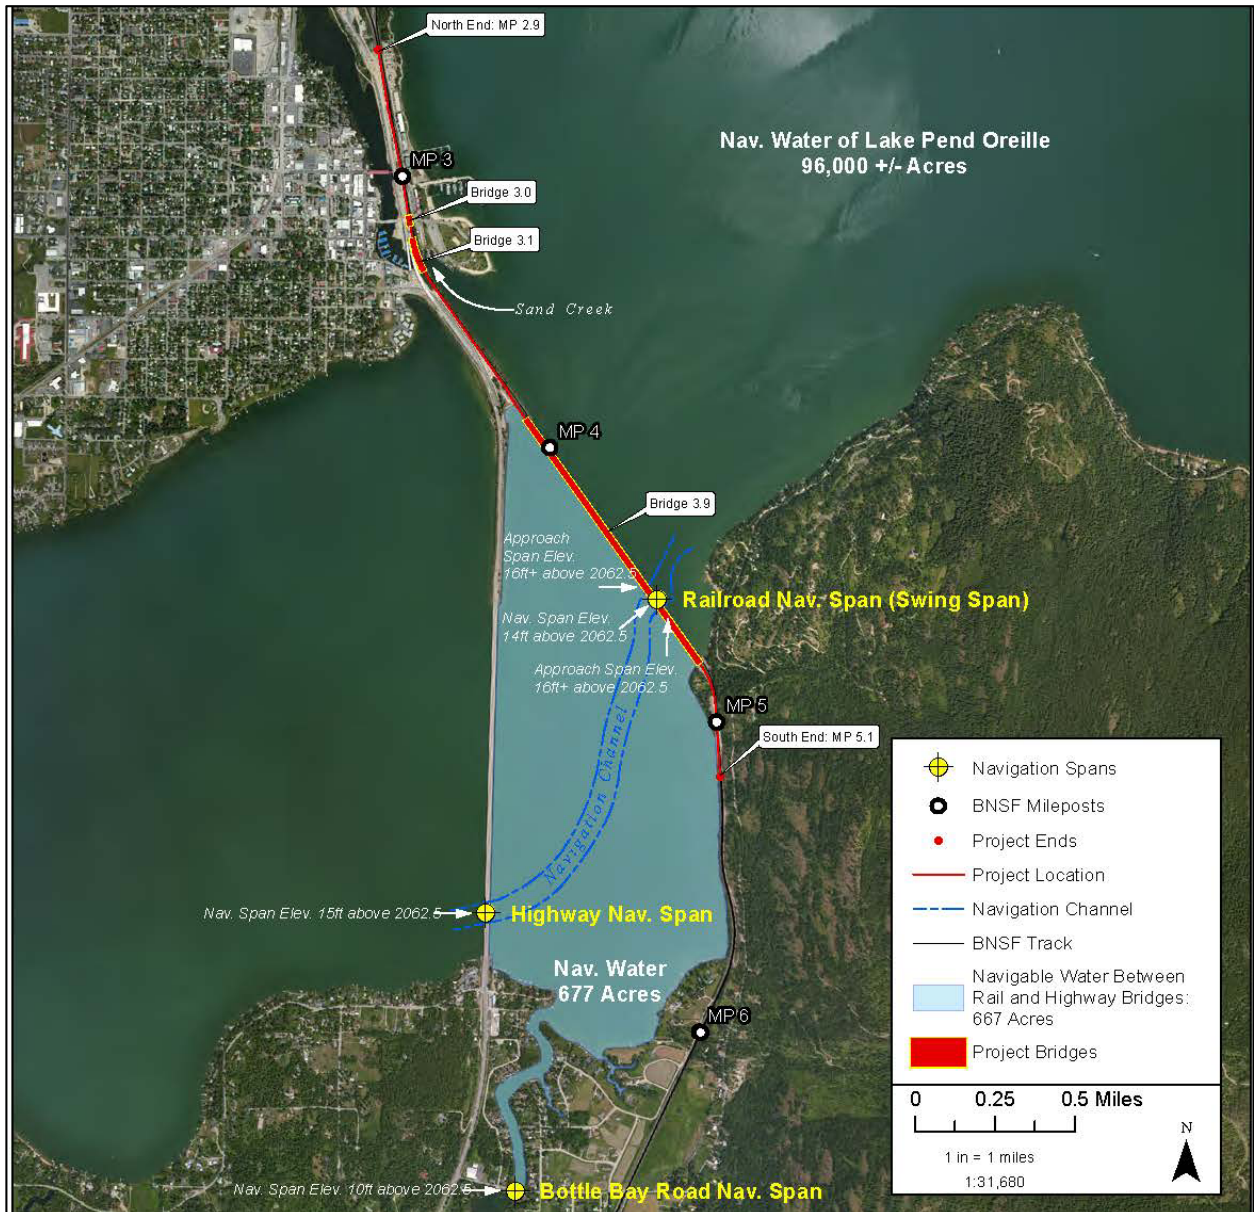 North End: MP 2.9
Nav. Water of Lake Pend Oreille
96,000 +/- Acres
MP 3
Bridge 3.0
Bridge 3.1
Sand Creek
MP 4
Bridge 3.9
Approach
Span Elev.
16ft+ above 2062.5
Railroad Nav. Span (Swing Span)
Nav. Span Elev.
14ft above 2062.5
Approach Span Elev.
16ft+ above 2062.5
MP 5
South End: MP 5.1
Navigation Channel
Nav. Span Elev. 15ft above 2062.5
Highway Nav. Span
Nav. Water
677 Acres
MP 6
Nav. Span Elev. 10ft above 2062.5
Bottle Bay Road Nav. Span
Navigation Spans
BNSF Mileposts
Project Ends
Project Location
Navigation Channel
BNSF Track
Navigable Water Between
Rail and Highway Bridges:
667 Acres
Project Bridges
0 0.25 0.5 Miles
1 in = 1 miles
1:31,680
N